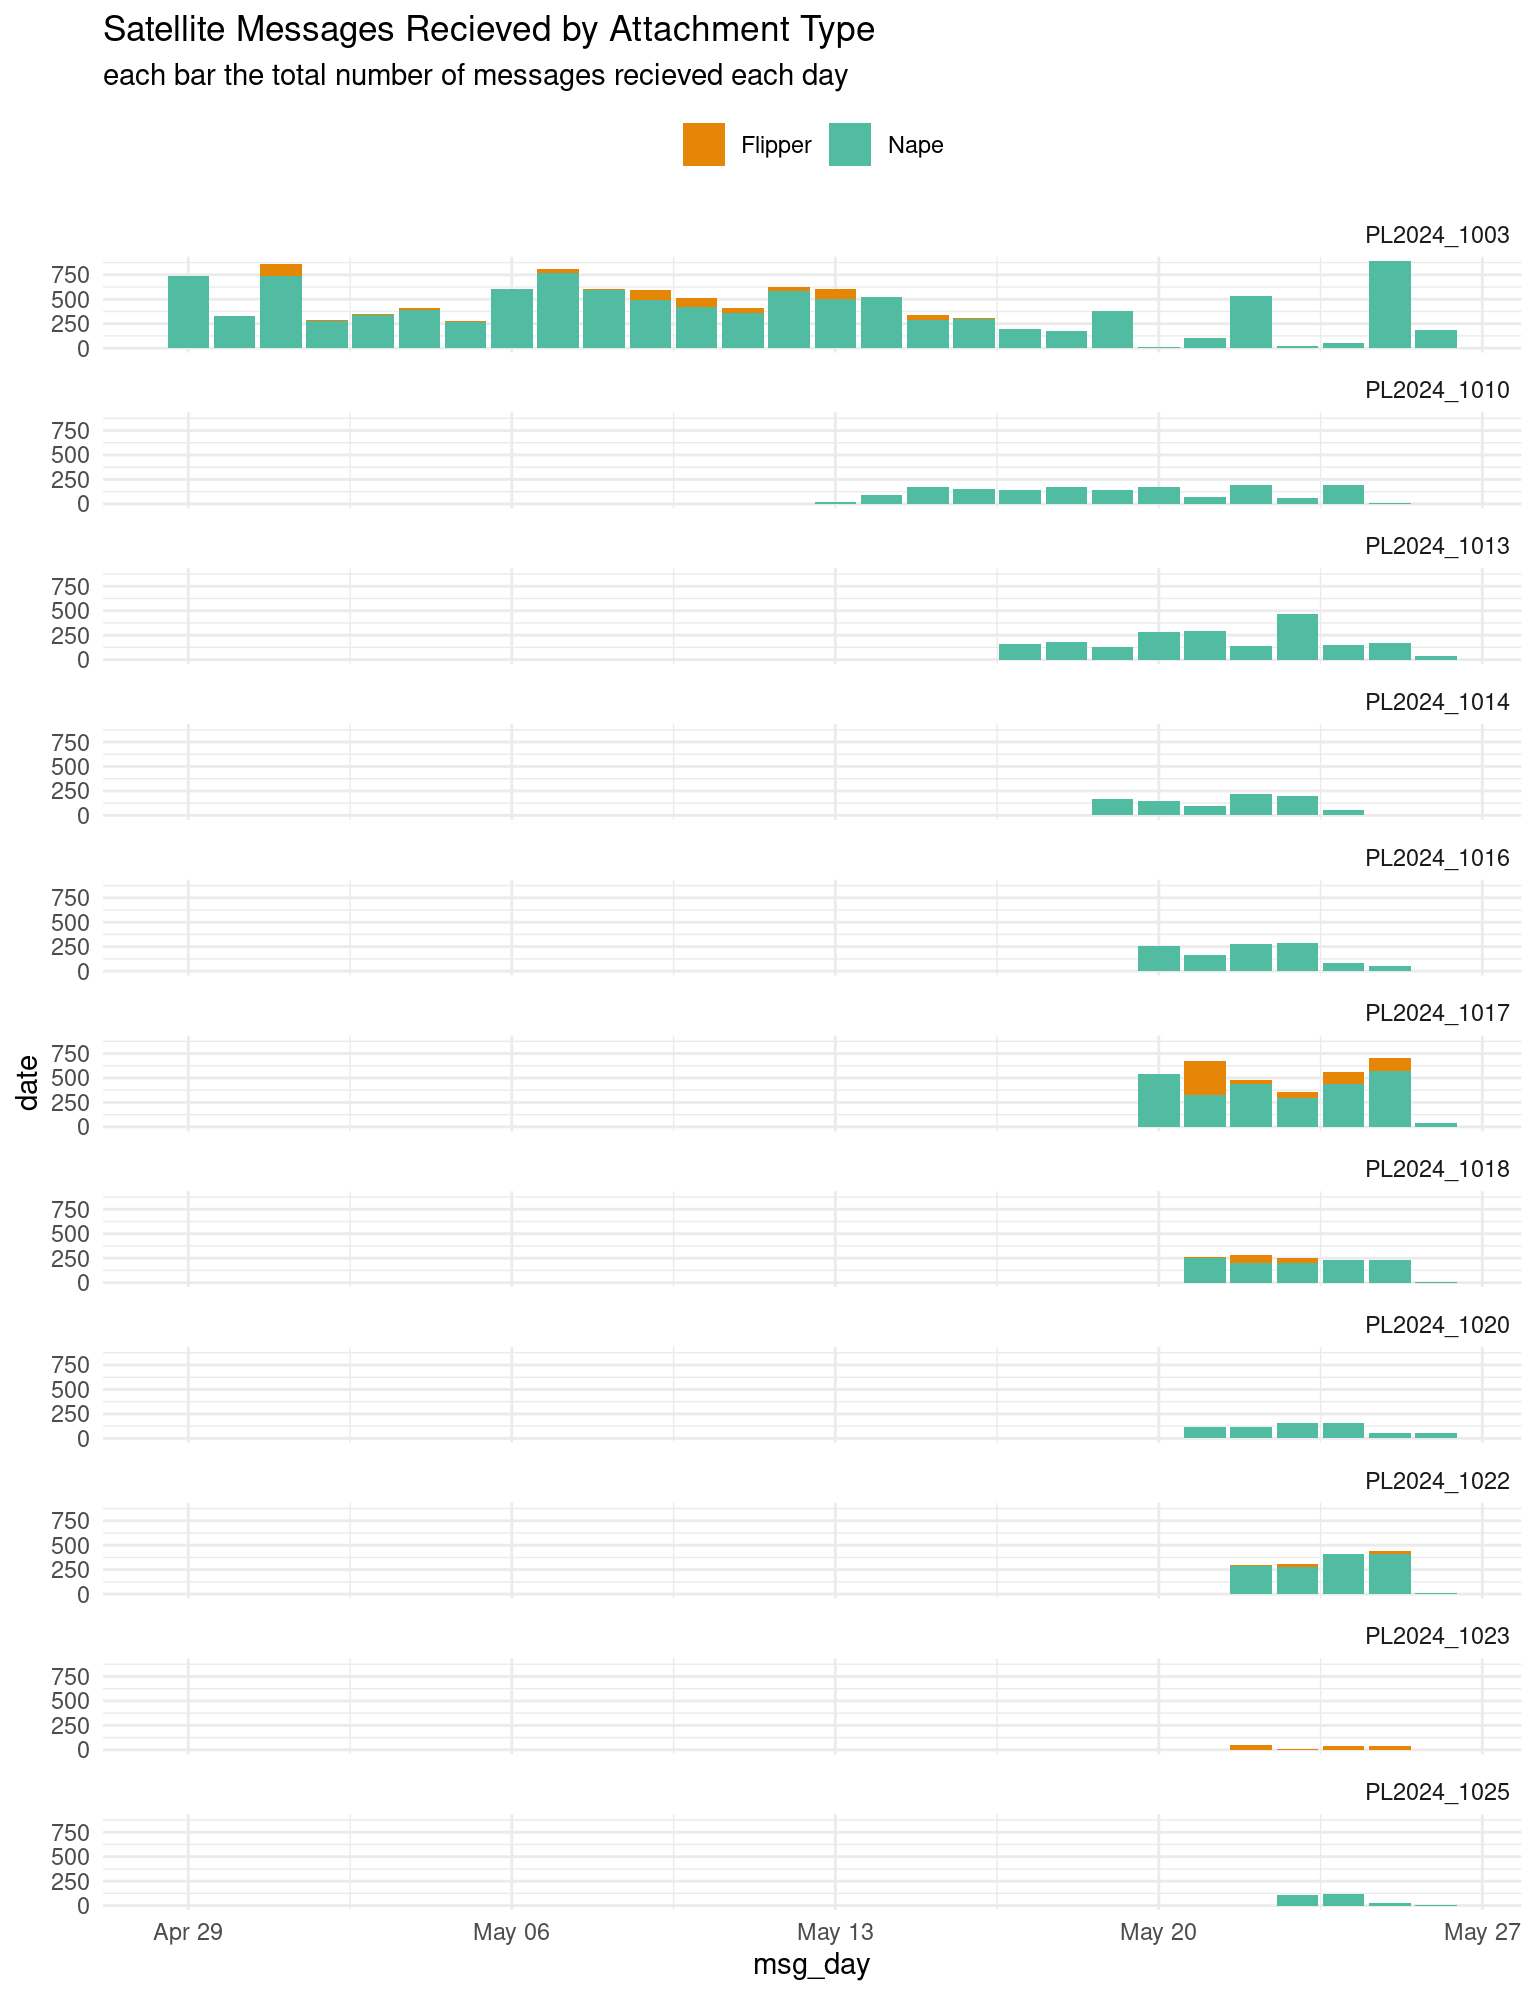 Satellite Messages Recieved by Attachment Type
each bar the total number of messages recieved each day
Flipper Nape
PL2024_1003
750
500
250
0
PL2024_1010
750
500
250
0
PL2024_1013
750
500
250
0
PL2024_1014
750
500
250
0
PL2024_1016
750
500
250
0
PL2024_1017
750
500
250
0
date
PL2024_1018
750
500
250
0
PL2024_1020
750
500
250
0
PL2024_1022
750
500
250
0
PL2024_1023
750
500
250
0
PL2024_1025
750
500
250
0
Apr 29 May 06 May 13 May 20 May 27
msg_day